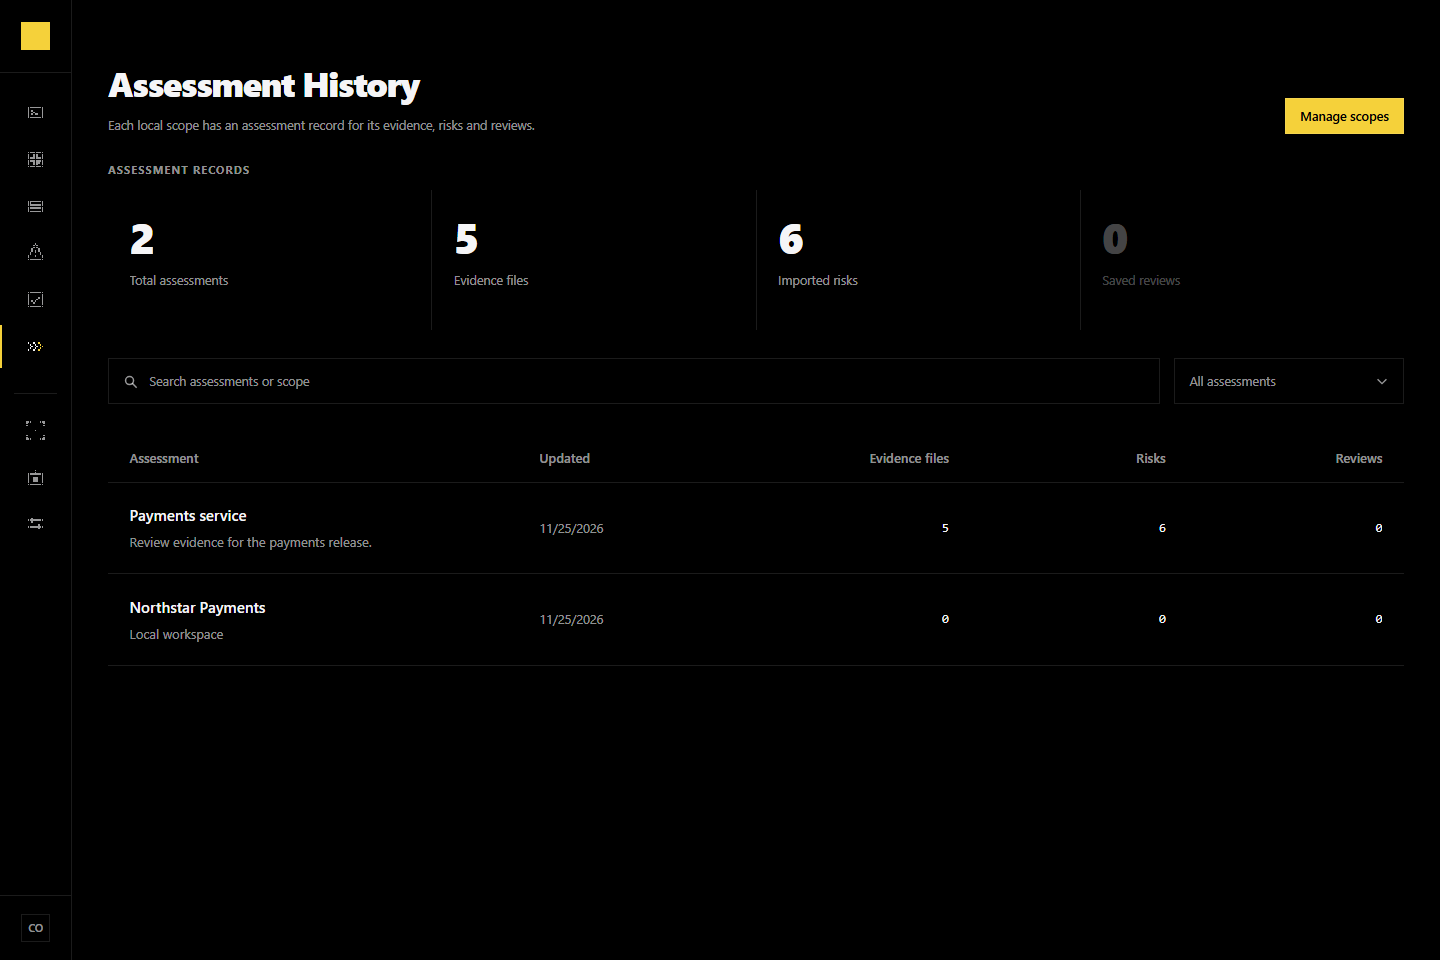 Assessment History
Each local scope has an assessment record for its evidence, risks and reviews.
Manage scopes
ASSESSMENT RECORDS
2
Total assessments
5
Evidence files
6
Imported risks
0
Saved reviews
Search assessments or scope
All assessments
Assessment Updated Evidence files Risks Reviews
Payments service
Review evidence for the payments release.
11/25/2026 5 6 0
Northstar Payments
Local workspace
11/25/2026 0 0 0
CO